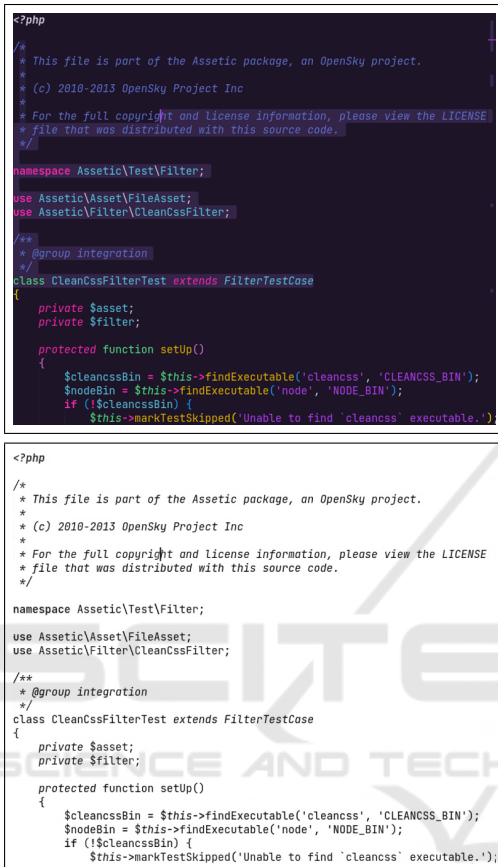 <?php
/*
 * This file is part of the Assetic package, an OpenSky project.
 *
 * (c) 2010-2013 OpenSky Project Inc
 *
 * For the full copyright and license information, please view the LICENSE
 * file that was distributed with this source code.
 */
namespace Assetic\Test\Filter;
use Assetic\Asset\FileAsset;
use Assetic\Filter\CleanCssFilter;
/**
 * @group integration
 */
class CleanCssFilterTest extends FilterTestCase
{
    private $asset;
    private $filter;
    protected function setUp()
    {
        $cleancssBin = $this->findExecutable('cleancss', 'CLEANCSS_BIN');
        $nodeBin = $this->findExecutable('node', 'NODE_BIN');
        if (!$cleancssBin) {
            $this->markTestSkipped('Unable to find `cleancss` executable.');
<?php
/*
 * This file is part of the Assetic package, an OpenSky project.
 *
 * (c) 2010-2013 OpenSky Project Inc
 *
 * For the full copyright and license information, please view the LICENSE
 * file that was distributed with this source code.
 */
namespace Assetic\Test\Filter;
use Assetic\Asset\FileAsset;
use Assetic\Filter\CleanCssFilter;
/**
 * @group integration
 */
class CleanCssFilterTest extends FilterTestCase
{
    private $asset;
    private $filter;
    protected function setUp()
    {
        $cleancssBin = $this->findExecutable('cleancss', 'CLEANCSS_BIN');
        $nodeBin = $this->findExecutable('node', 'NODE_BIN');
        if (!$cleancssBin) {
            $this->markTestSkipped('Unable to find `cleancss` executable.');
SCITE
SCIENCE AND TECH